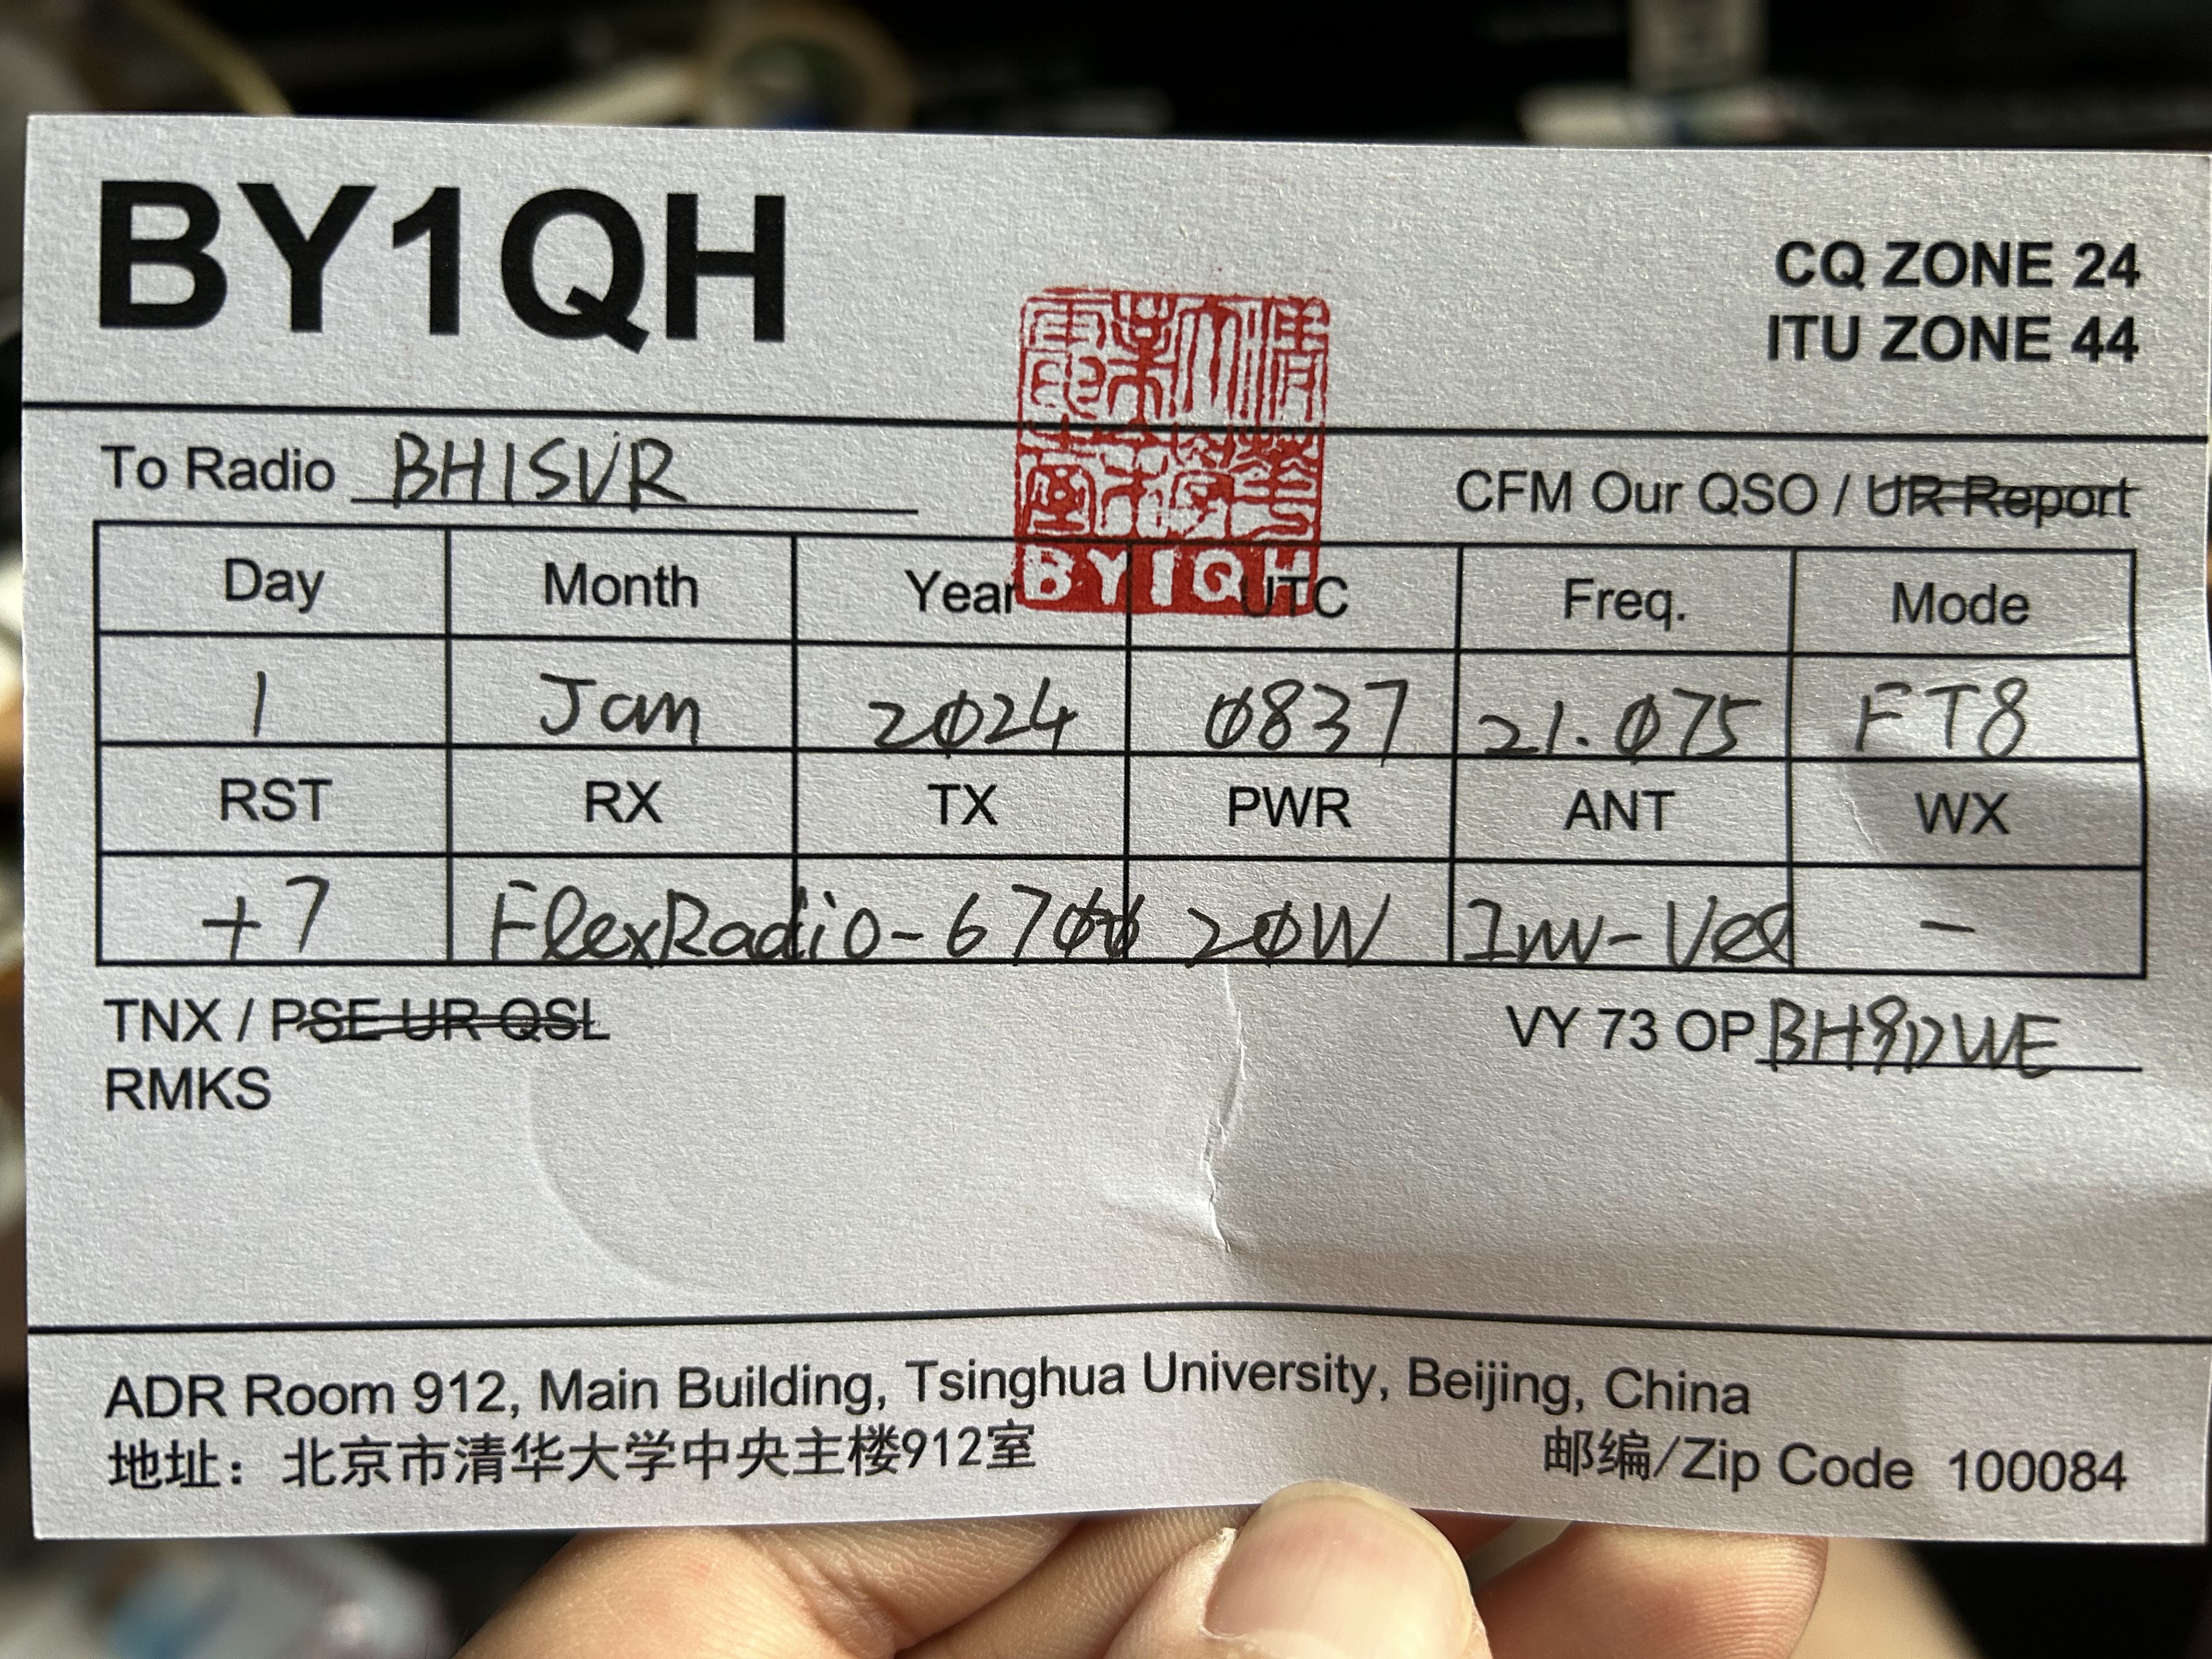 BY1QH
CQ ZONE 24
ITU ZONE 44
To Radio BH1SVR
CFM Our QSO / UR Report
BY1QH
Day Month Year UTC Freq. Mode
1 Jan 2024 0837 21.075 FT8
RST RX TX PWR ANT WX
+7 FlexRadio-6700 20W Inv-Vee -
TNX / PSE UR QSL
VY 73 OP
RMKS
ADR Room 912, Main Building, Tsinghua University, Beijing, China
地址：北京市清华大学中央主楼912室
邮编/Zip Code 100084